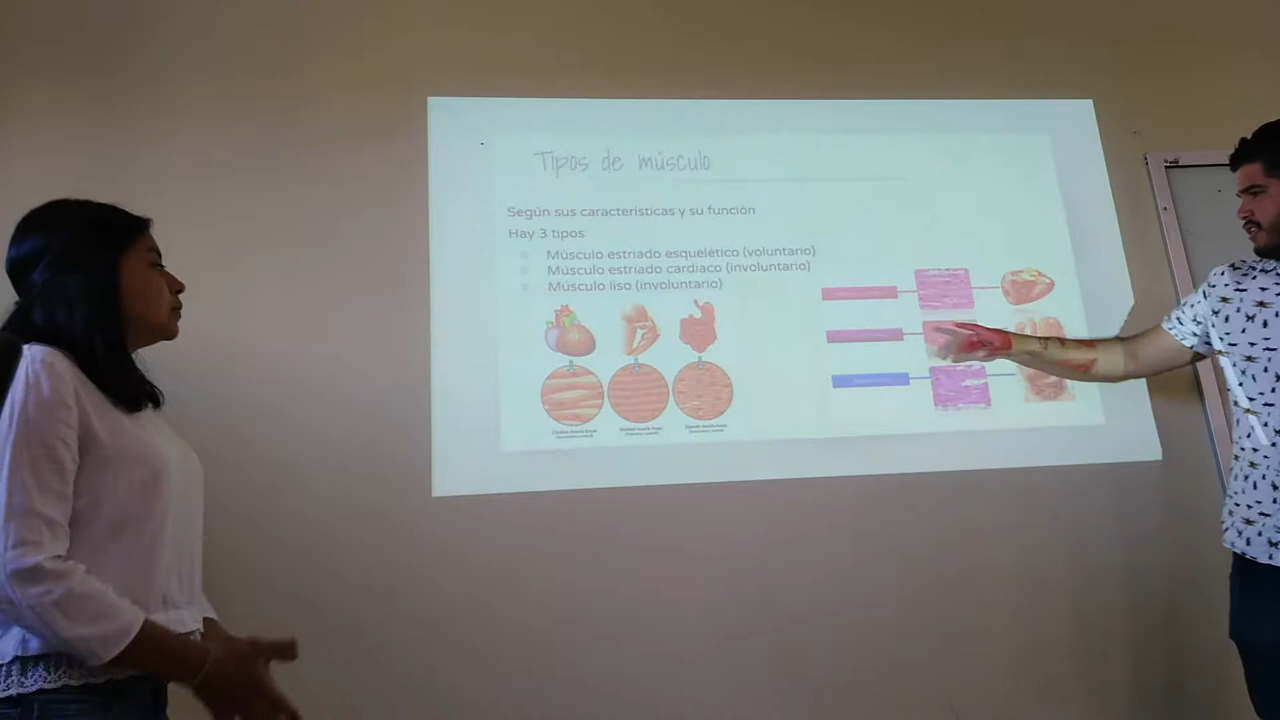 Tipos de músculo
Según sus características y su función
Hay 3 tipos
Músculo estriado esquelético (voluntario)
Músculo estriado cardiaco (involuntario)
Músculo liso (involuntario)